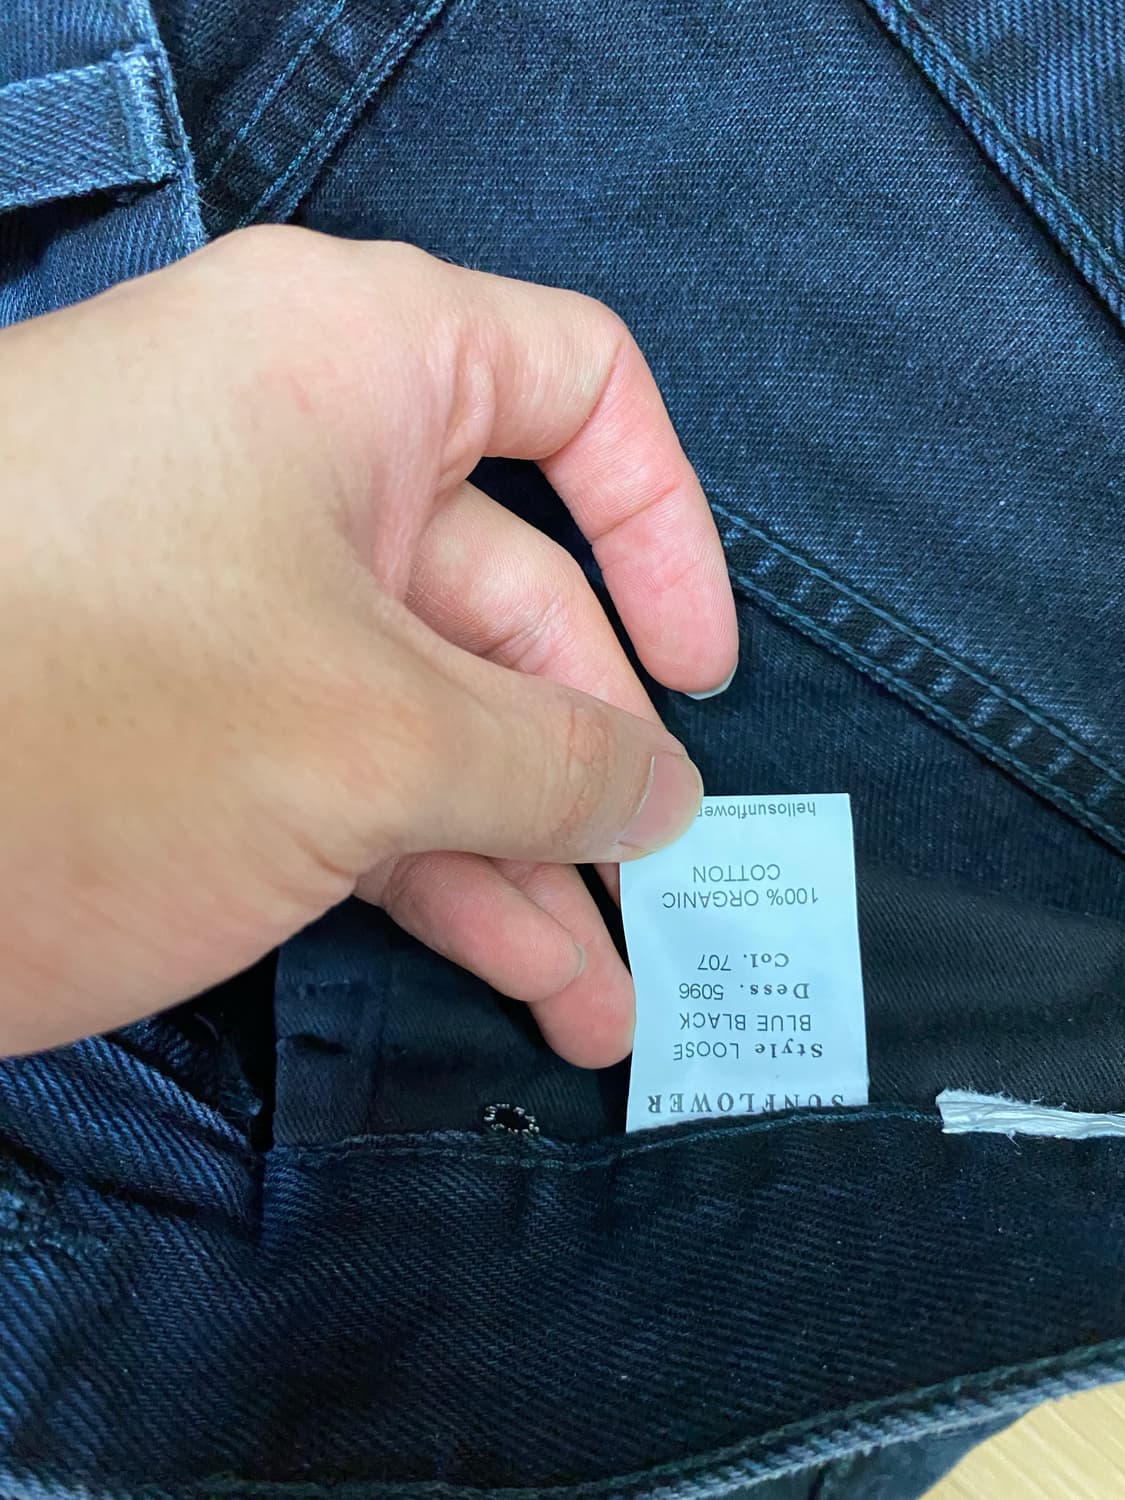 SUNFLOWER
Style LOOSE
BLUE BLACK
Dess. 5096
Col. 707
100% ORGANIC
COTTON
hellosunflower